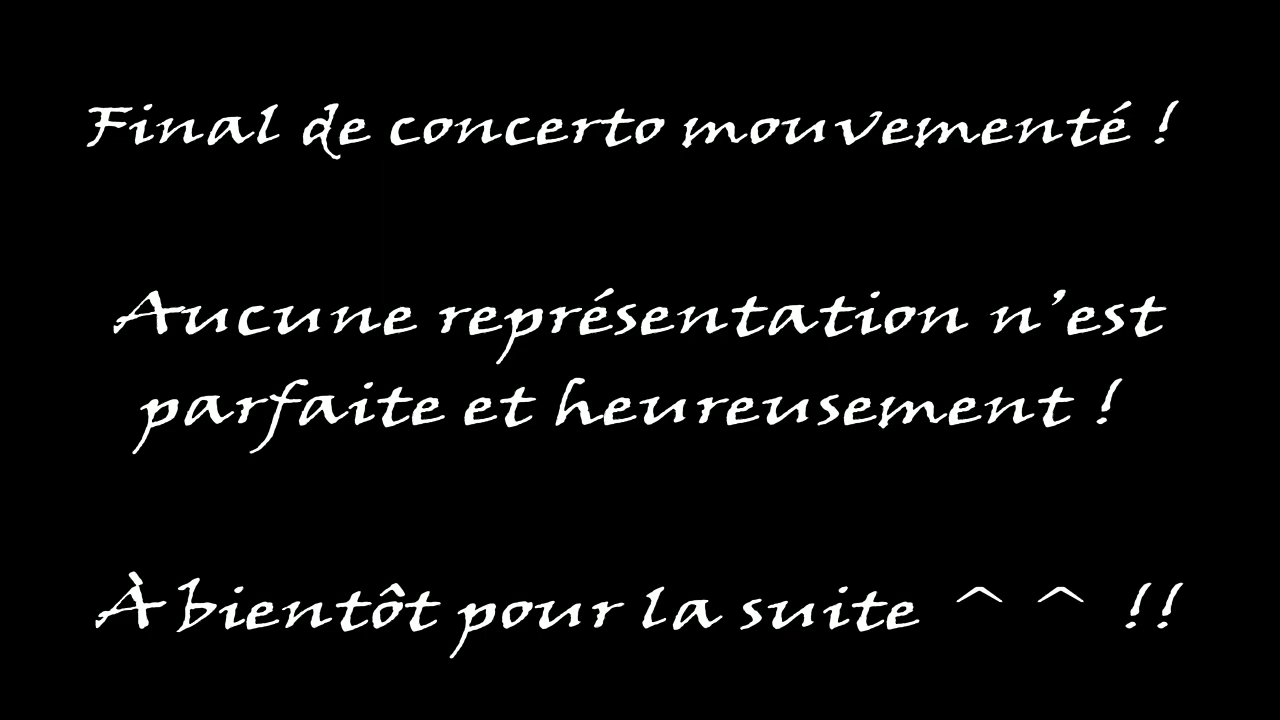 Final de concerto mouvementé !
Aucune représentation n’est
parfaite et heureusement !
À bientôt pour la suite ^ ^ !!